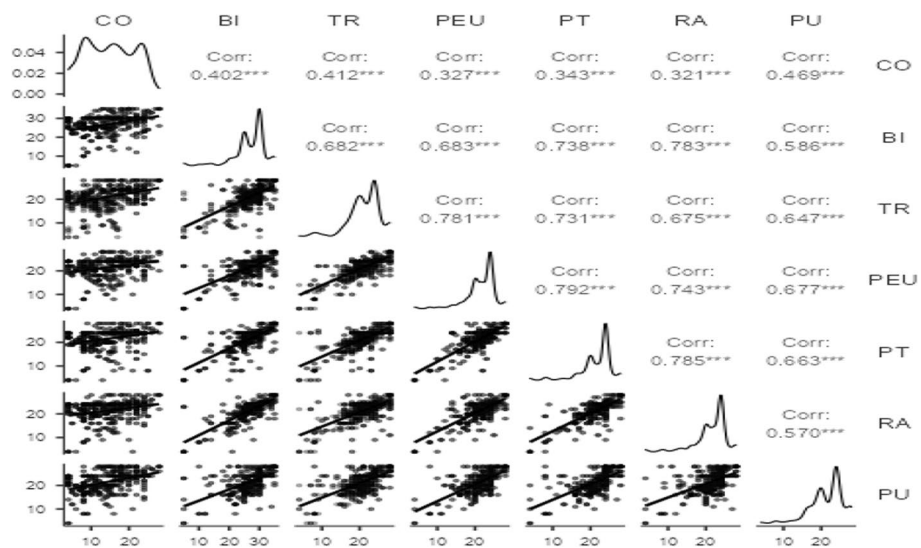 CO BI TR PEU PT RA PU
0.04
0.02
0.00
Corr:
0.402***
Corr:
0.412***
Corr:
0.327***
Corr:
0.343***
Corr:
0.321***
Corr:
0.469***
CO
30
20
10
Corr:
0.682***
Corr:
0.683***
Corr:
0.738***
Corr:
0.783***
Corr:
0.586***
BI
20
10
Corr:
0.781***
Corr:
0.731***
Corr:
0.675***
Corr:
0.647***
TR
20
10
Corr:
0.792***
Corr:
0.743***
Corr:
0.677***
PEU
20
10
Corr:
0.785***
Corr:
0.663***
PT
20
10
Corr:
0.570***
RA
20
10
PU
10 20 10 20 30 10 20 10 20 10 20 10 20 10 20